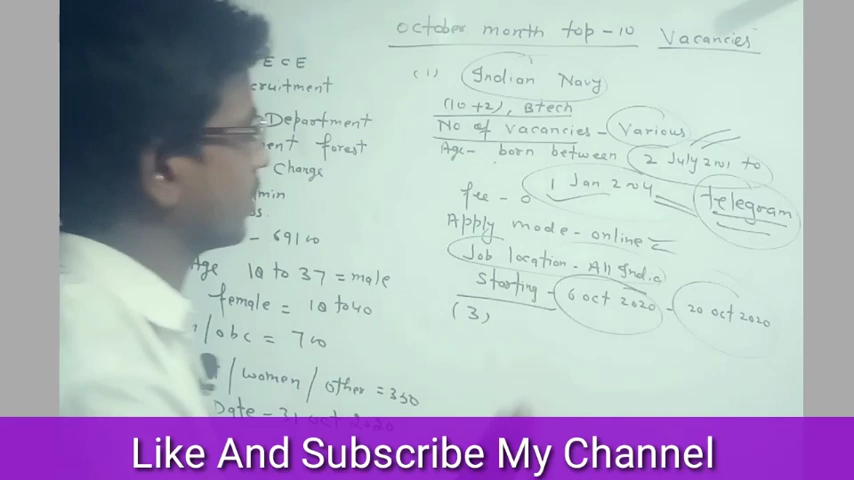 October month top - 10 Vacancies
ECE
cruitment
Department
ent forest
Change
min
- 69100
Age 18 to 37 = male
female = 18 to 40
/ obc = 700
/ women / other = 350
Date - 31 Oct 2020
(1) Indian Navy
(10+2), Btech
No of vacancies - Various
Age - born between 2 July 2001 to
1 Jan 2004
telegram
fee - 0
Apply mode - online
Job location - All India
Starting - 6 Oct 2020 - 20 Oct 2020
(3)
Like And Subscribe My Channel